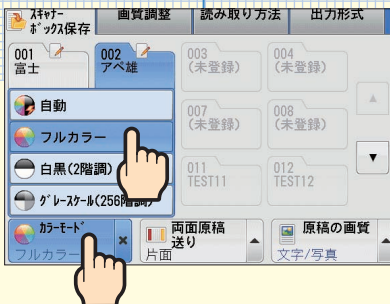 スキャナー
ボックス保存
画質調整
読み取り方法
出力形式
001
富士
002
アベ雄
003
(未登録)
004
(未登録)
自動
フルカラー
白黒(2階調)
グレースケール(256階調)
007
(未登録)
008
(未登録)
011
TEST11
012
TEST12
カラーモード
フルカラー
両面原稿
送り
片面
原稿の画質
文字/写真